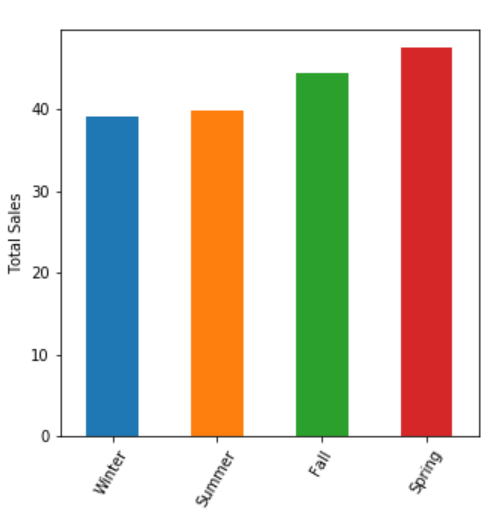 Total Sales
40
30
20
10
0
Winter
Summer
Fall
Spring